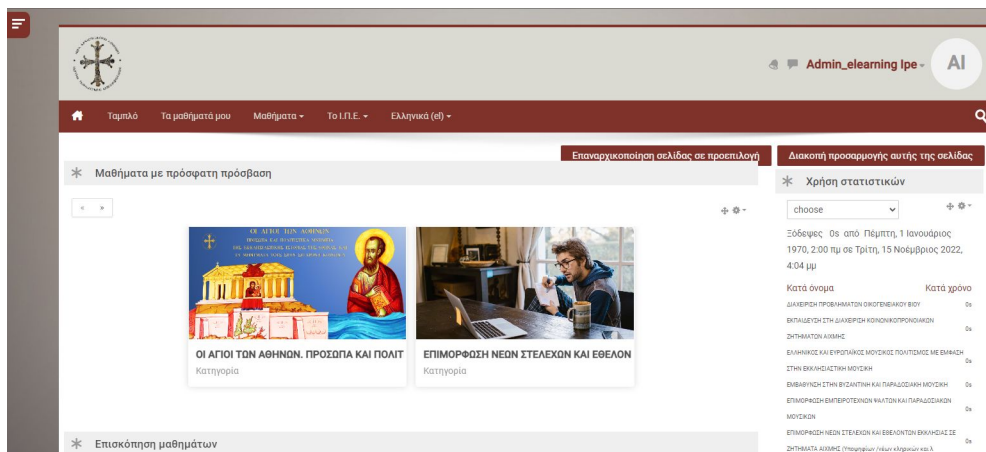 Admin_elearning Ipe
AI
Ταμπλό Τα μαθήματά μου Μαθήματα Το Ι.Π.Ε. Ελληνικά (el)
Επαναρχικοποίηση σελίδας σε προεπιλογή
Διακοπή προσαρμογής αυτής της σελίδας
Μαθήματα με πρόσφατη πρόσβαση
ΟΙ ΑΓΙΟΙ ΤΩΝ ΑΘΗΝΩΝ
ΟΙ ΑΓΙΟΙ ΤΩΝ ΑΘΗΝΩΝ. ΠΡΟΣΩΠΑ ΚΑΙ ΠΟΛΙΤ
Κατηγορία
ΕΠΙΜΟΡΦΩΣΗ ΝΕΩΝ ΣΤΕΛΕΧΩΝ ΚΑΙ ΕΘΕΛΟΝ
Κατηγορία
Επισκόπηση μαθημάτων
Χρήση στατιστικών
choose
Ξόδεψες 0s από Πέμπτη, 1 Ιανουάριος
1970, 2:00 πμ σε Τρίτη, 15 Νοέμβριος 2022,
4:04 μμ
Κατά όνομα Κατά χρόνο
ΔΙΑΧΕΙΡΙΣΗ ΠΡΟΒΛΗΜΑΤΩΝ ΟΙΚΟΓΕΝΕΙΑΚΟΥ ΒΙΟΥ 0s
ΕΚΠΑΙΔΕΥΣΗ ΣΤΗ ΔΙΑΧΕΙΡΙΣΗ ΚΟΙΝΩΝΙΚΟΠΡΟΝΟΙΑΚΩΝ
ΖΗΤΗΜΑΤΩΝ ΑΙΧΜΗΣ 0s
ΕΛΛΗΝΙΚΟΣ ΚΑΙ ΕΥΡΩΠΑΪΚΟΣ ΜΟΥΣΙΚΟΣ ΠΟΛΙΤΙΣΜΟΣ ΜΕ ΕΜΦΑΣΗ
ΣΤΗΝ ΕΚΚΛΗΣΙΑΣΤΙΚΗ ΜΟΥΣΙΚΗ 0s
ΕΜΒΑΘΥΝΣΗ ΣΤΗΝ ΒΥΖΑΝΤΙΝΗ ΚΑΙ ΠΑΡΑΔΟΣΙΑΚΗ ΜΟΥΣΙΚΗ 0s
ΕΠΙΜΟΡΦΩΣΗ ΕΜΠΕΙΡΟΤΕΧΝΩΝ ΨΑΛΤΩΝ ΚΑΙ ΠΑΡΑΔΟΣΙΑΚΩΝ
ΜΟΥΣΙΚΩΝ 0s
ΕΠΙΜΟΡΦΩΣΗ ΝΕΩΝ ΣΤΕΛΕΧΩΝ ΚΑΙ ΕΘΕΛΟΝΤΩΝ ΕΚΚΛΗΣΙΑΣ ΣΕ
ΖΗΤΗΜΑΤΑ ΑΙΧΜΗΣ (Υποψηφίων /νέων κληρικών και λ 0s